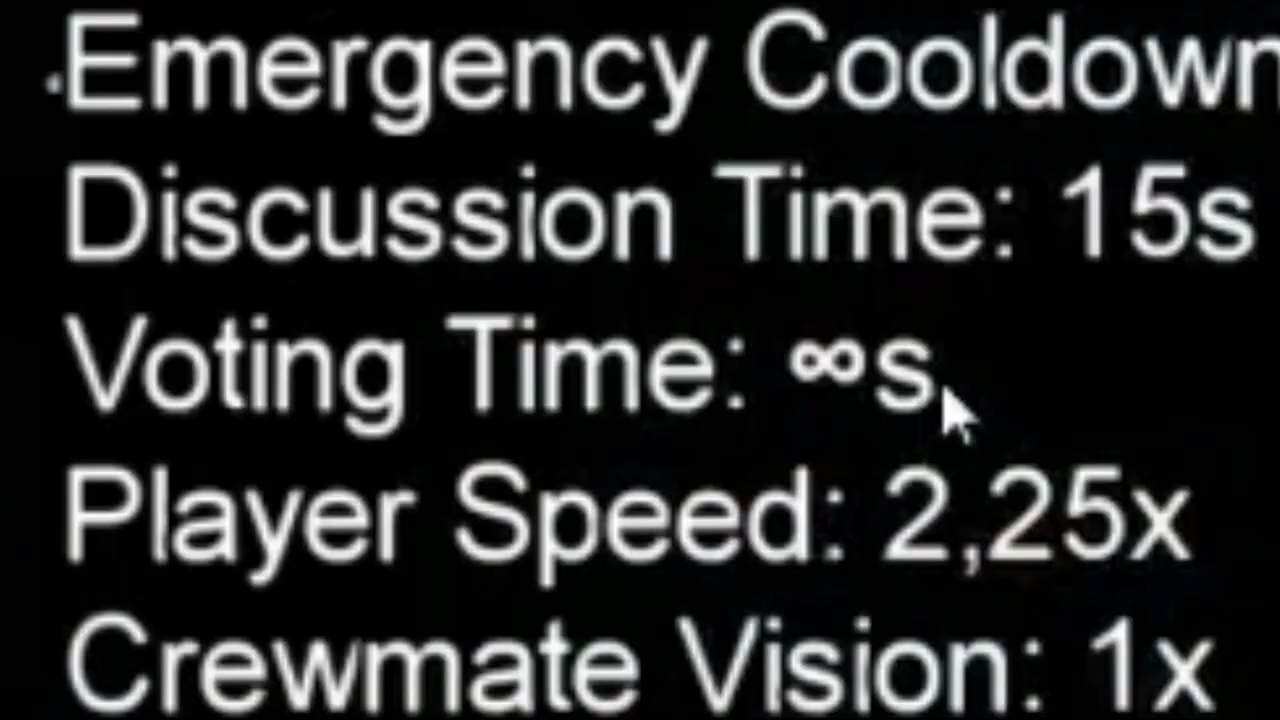 Emergency Cooldown
Discussion Time: 15s
Voting Time: ∞s
Player Speed: 2,25x
Crewmate Vision: 1x